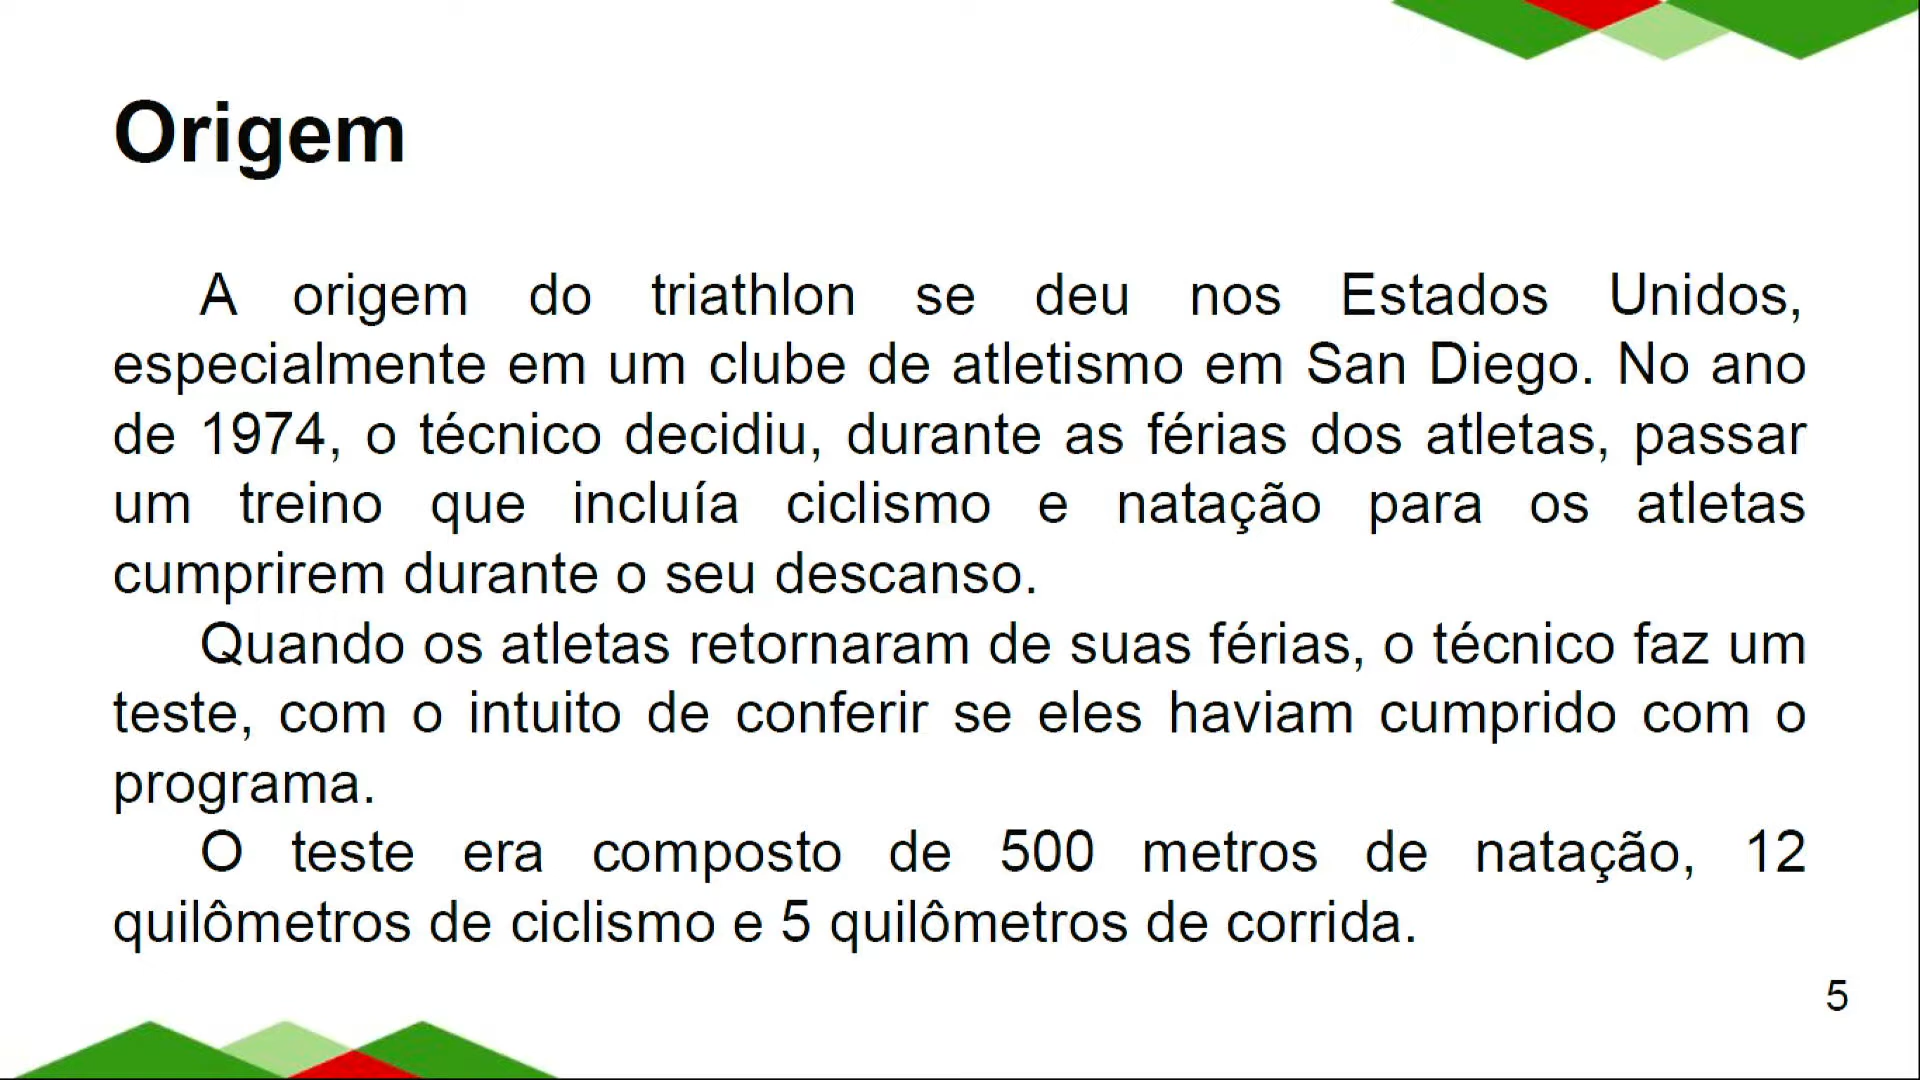 Origem
A origem do triathlon se deu nos Estados Unidos,
especialmente em um clube de atletismo em San Diego. No ano
de 1974, o técnico decidiu, durante as férias dos atletas, passar
um treino que incluía ciclismo e natação para os atletas
cumprirem durante o seu descanso.
Quando os atletas retornaram de suas férias, o técnico faz um
teste, com o intuito de conferir se eles haviam cumprido com o
programa.
O teste era composto de 500 metros de natação, 12
quilômetros de ciclismo e 5 quilômetros de corrida.
5